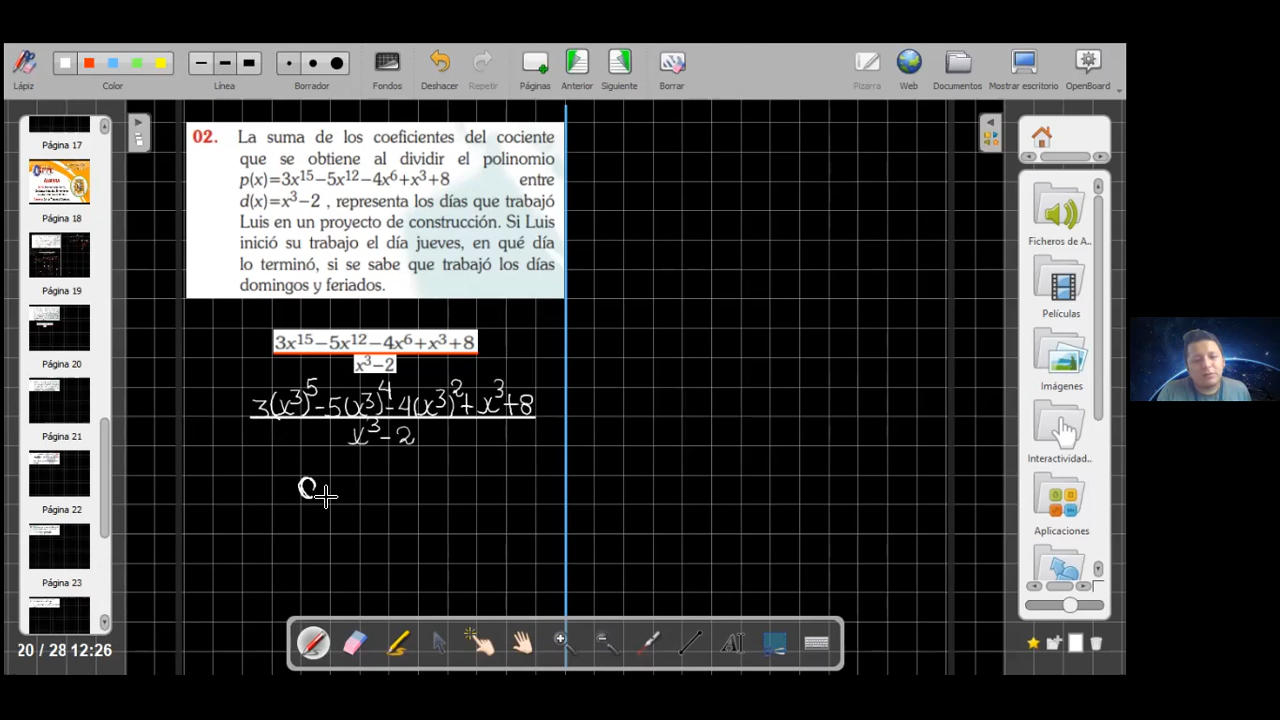 Lápiz
Color
Línea
Borrador
Fondos
Deshacer
Repetir
Páginas
Anterior
Siguiente
Borrar
Pizarra
Web
Documentos
Mostrar escritorio
OpenBoard
Página 17
Página 18
Página 19
Página 20
Página 21
Página 22
Página 23
20 / 28 12:26
02. La suma de los coeficientes del cociente
que se obtiene al dividir el polinomio
p(x)=3x¹⁵−5x¹²−4x⁶+x³+8 entre
d(x)=x³−2 , representa los días que trabajó
Luis en un proyecto de construcción. Si Luis
inició su trabajo el día jueves, en qué día
lo terminó, si se sabe que trabajó los días
domingos y feriados.
3x¹⁵−5x¹²−4x⁶+x³+8
x³−2
3(x³)⁵−5(x³)⁴−4(x³)²+x³+8
x³−2
Ficheros de A..
Películas
Imágenes
Interactividad..
Aplicaciones